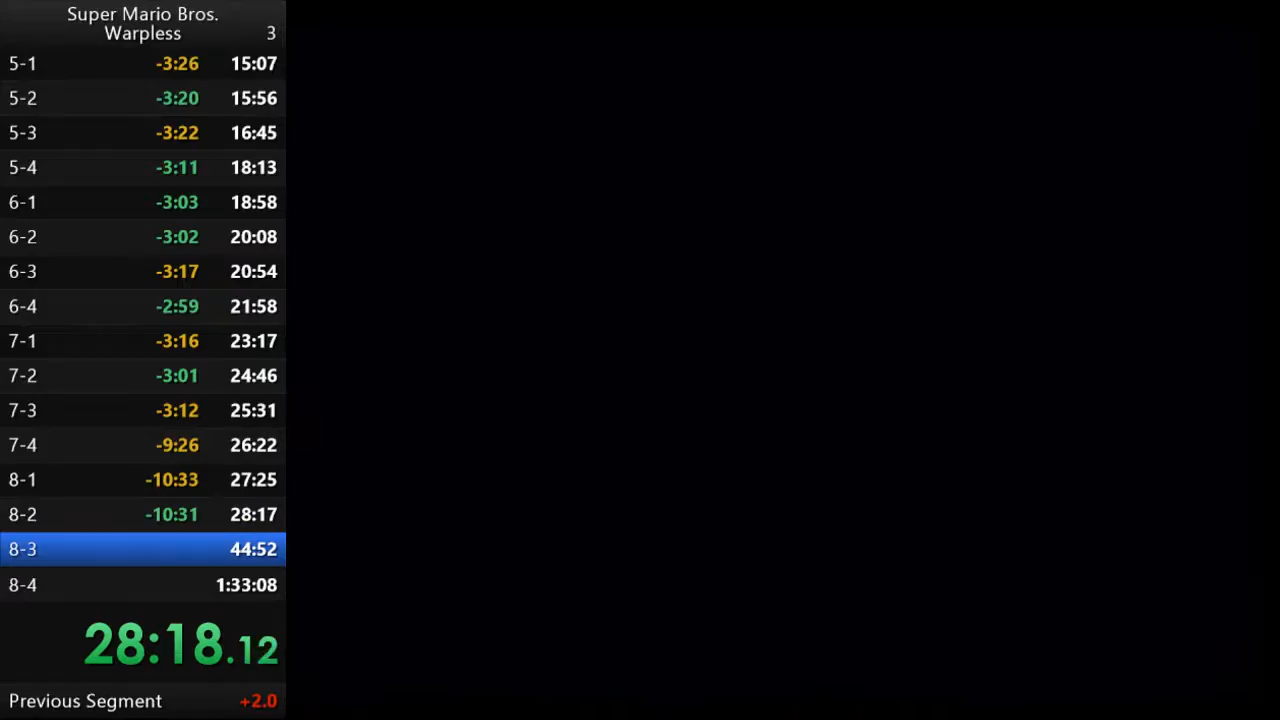 Super Mario Bros.
Warpless 3
5-1 -3:26 15:07
5-2 -3:20 15:56
5-3 -3:22 16:45
5-4 -3:11 18:13
6-1 -3:03 18:58
6-2 -3:02 20:08
6-3 -3:17 20:54
6-4 -2:59 21:58
7-1 -3:16 23:17
7-2 -3:01 24:46
7-3 -3:12 25:31
7-4 -9:26 26:22
8-1 -10:33 27:25
8-2 -10:31 28:17
8-3 44:52
8-4 1:33:08
28:18.12
Previous Segment +2.0